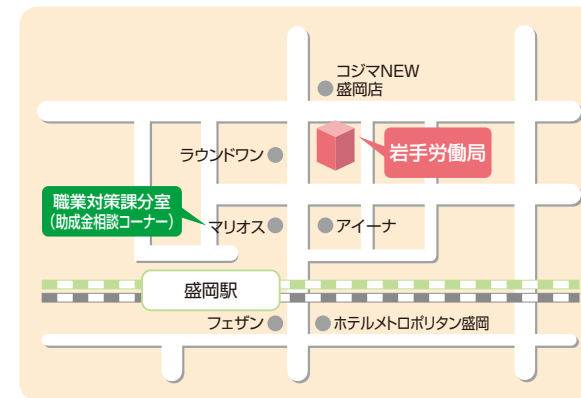 コジマNEW
盛岡店
ラウンドワン
岩手労働局
職業対策課分室
(助成金相談コーナー)
マリオス
アイーナ
盛岡駅
フェザン
ホテルメトロポリタン盛岡